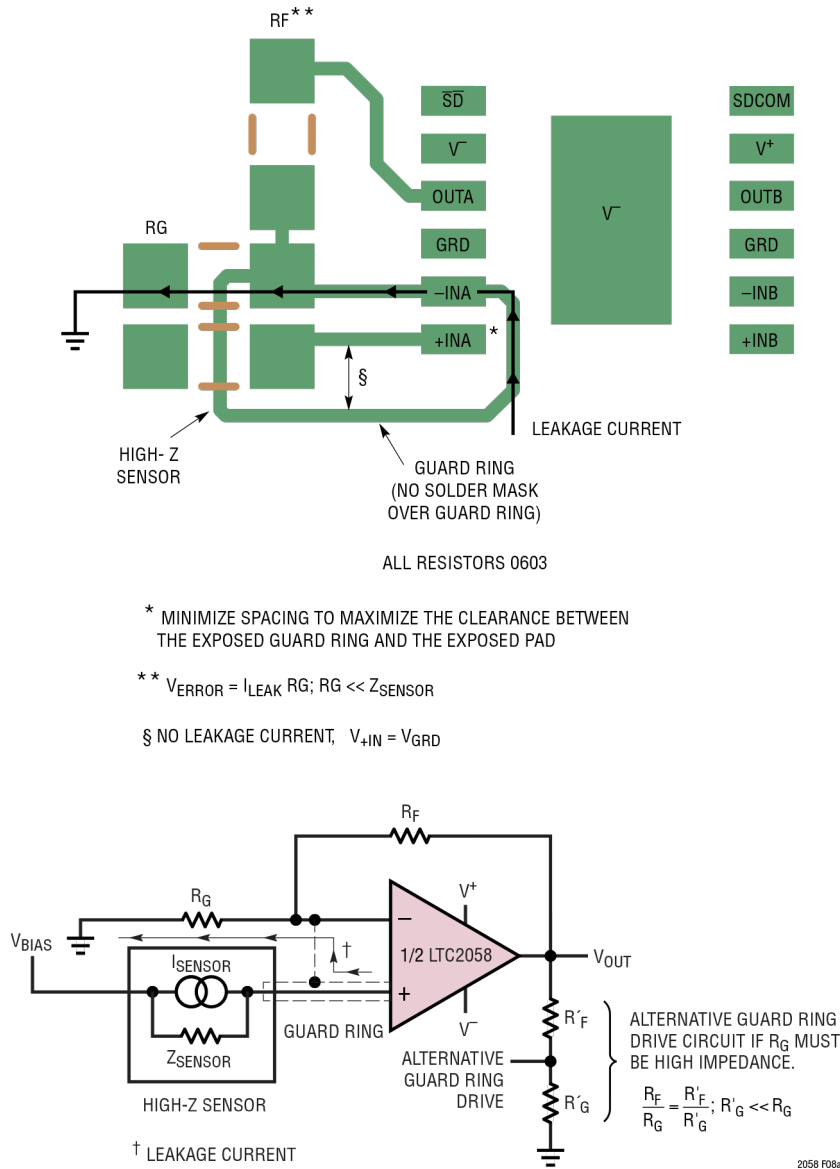 RF**
SD
SDCOM
V–
V+
RG
OUTA
V–
OUTB
GRD
GRD
–INA
–INB
+INA
*
+INB
§
LEAKAGE CURRENT
HIGH- Z
SENSOR
GUARD RING
(NO SOLDER MASK
OVER GUARD RING)
ALL RESISTORS 0603
* MINIMIZE SPACING TO MAXIMIZE THE CLEARANCE BETWEEN
THE EXPOSED GUARD RING AND THE EXPOSED PAD
** VERROR = ILEAK RG; RG << ZSENSOR
§ NO LEAKAGE CURRENT, V+IN = VGRD
RF
RG
V+
VBIAS
ISENSOR
†
–
1/2 LTC2058
VOUT
+
ZSENSOR
GUARD RING
V–
R´F
ALTERNATIVE
GUARD RING
DRIVE
R´G
ALTERNATIVE GUARD RING
DRIVE CIRCUIT IF RG MUST
BE HIGH IMPEDANCE.
RF/RG = R'F/R'G; R'G << RG
HIGH-Z SENSOR
† LEAKAGE CURRENT
2058 F08a